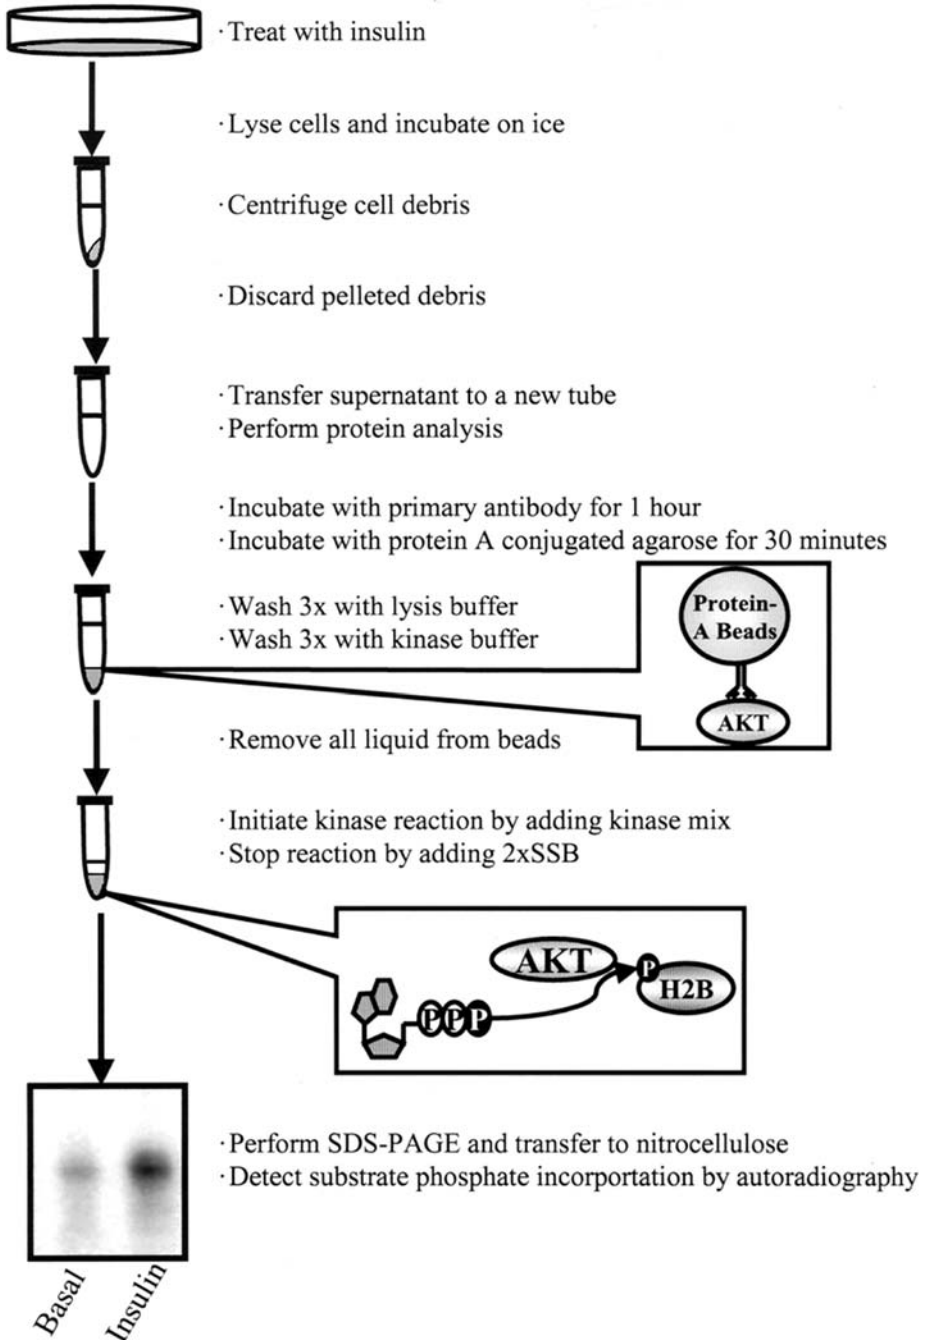 ·Treat with insulin
·Lyse cells and incubate on ice
·Centrifuge cell debris
·Discard pelleted debris
·Transfer supernatant to a new tube
·Perform protein analysis
·Incubate with primary antibody for 1 hour
·Incubate with protein A conjugated agarose for 30 minutes
·Wash 3x with lysis buffer
·Wash 3x with kinase buffer
Protein-
A Beads
AKT
·Remove all liquid from beads
·Initiate kinase reaction by adding kinase mix
·Stop reaction by adding 2xSSB
AKT
P
H2B
P P P
·Perform SDS-PAGE and transfer to nitrocellulose
·Detect substrate phosphate incorportation by autoradiography
Basal
Insulin